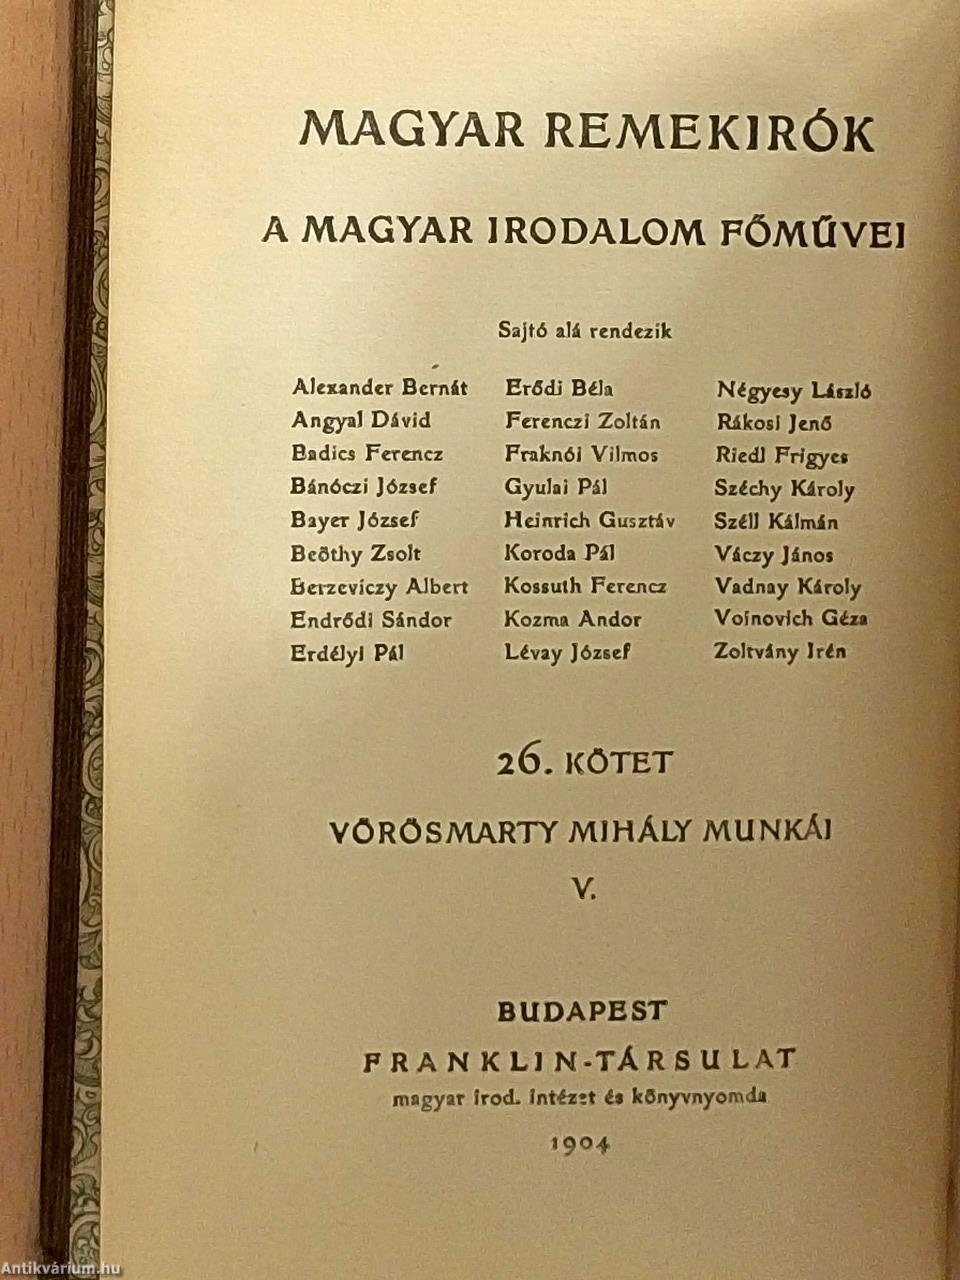 MAGYAR REMEKIRÓK
A MAGYAR IRODALOM FŐMŰVEI
Sajtó alá rendezik
Alexander Bernát
Angyal Dávid
Badics Ferencz
Bánóczi József
Bayer József
Beöthy Zsolt
Berzeviczy Albert
Endrődi Sándor
Erdélyi Pál
Erődi Béla
Ferenczi Zoltán
Fraknói Vilmos
Gyulai Pál
Heinrich Gusztáv
Koroda Pál
Kossuth Ferencz
Kozma Andor
Lévay József
Négyesy László
Rákosi Jenő
Riedl Frigyes
Széchy Károly
Széll Kálmán
Váczy János
Vadnay Károly
Voinovich Géza
Zoltvány Irén
26. KÖTET
VÖRÖSMARTY MIHÁLY MUNKÁI
V.
BUDAPEST
FRANKLIN-TÁRSULAT
magyar irod. intézet és könyvnyomda
1904
Antikvárium.hu